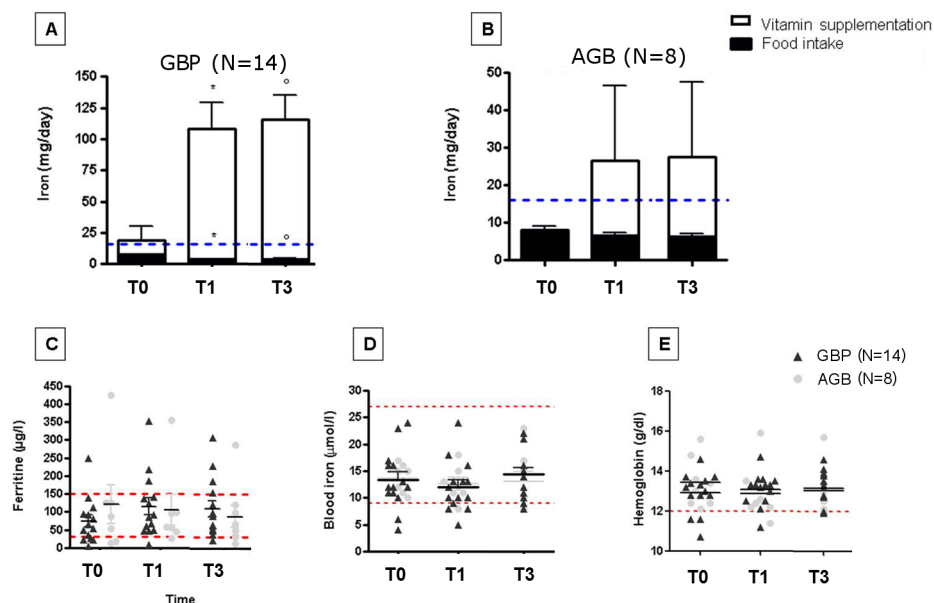 A
GBP (N=14)
Iron (mg/day)
150
125
100
75
50
25
0
*
*
°
°
T0 T1 T3
B
AGB (N=8)
Iron (mg/day)
50
40
30
20
10
0
T0 T1 T3
Vitamin supplementation
Food intake
C
Ferritine (µg/l)
450
400
350
300
250
200
150
100
50
0
T0 T1 T3
Time
D
Blood iron (µmol/l)
30
25
20
15
10
5
0
T0 T1 T3
E
Hemoglobin (g/dl)
18
16
14
12
10
T0 T1 T3
GBP (N=14)
AGB (N=8)